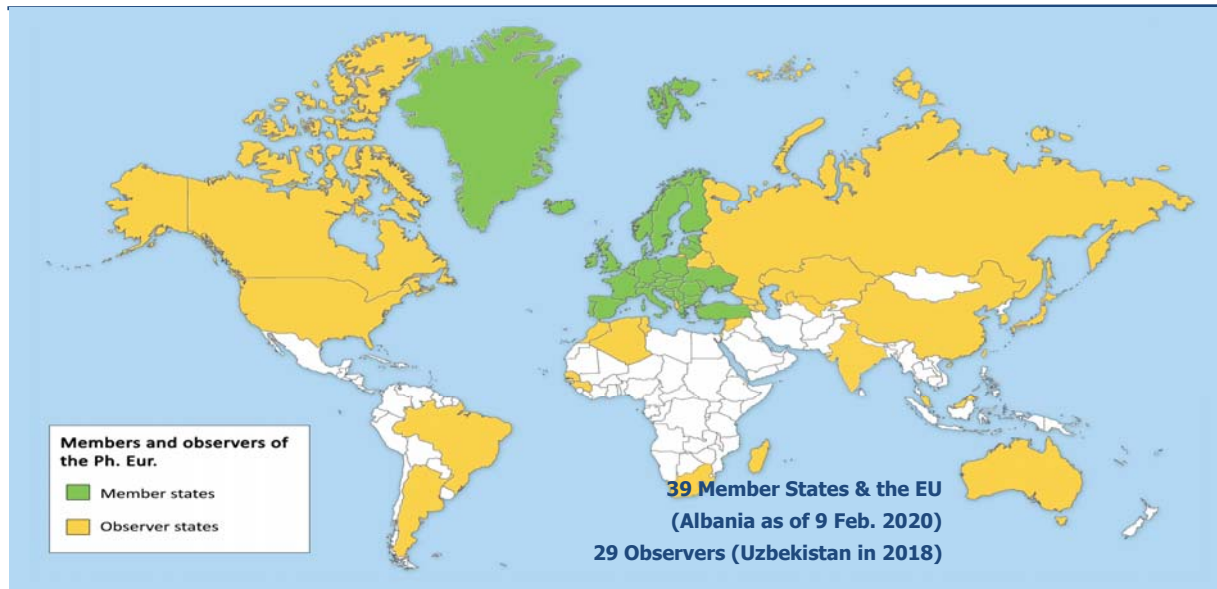 Members and observers of
the Ph. Eur.
Member states
Observer states
39 Member States & the EU
(Albania as of 9 Feb. 2020)
29 Observers (Uzbekistan in 2018)